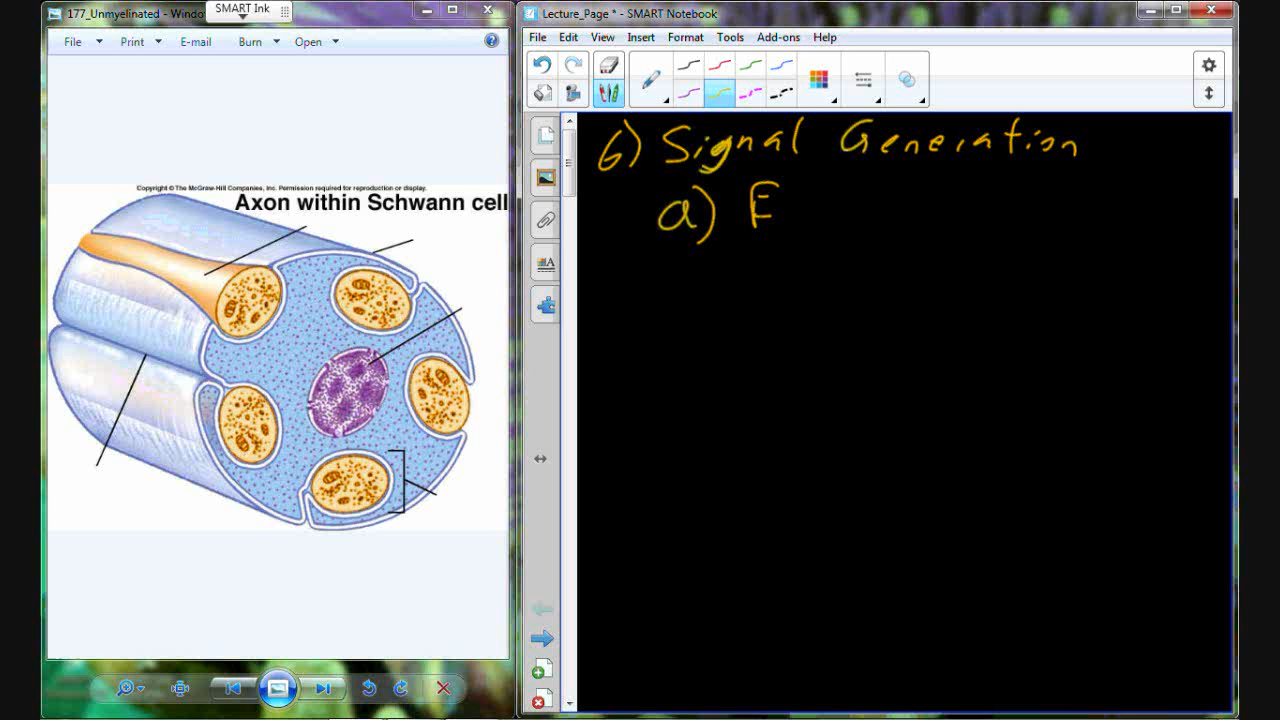 177_Unmyelinated - Windo
SMART Ink
File Print E-mail Burn Open
Copyright © The McGraw-Hill Companies, Inc. Permission required for reproduction or display.
Axon within Schwann cell
Lecture_Page * - SMART Notebook
File Edit View Insert Format Tools Add-ons Help
6) Signal Generation
a) E